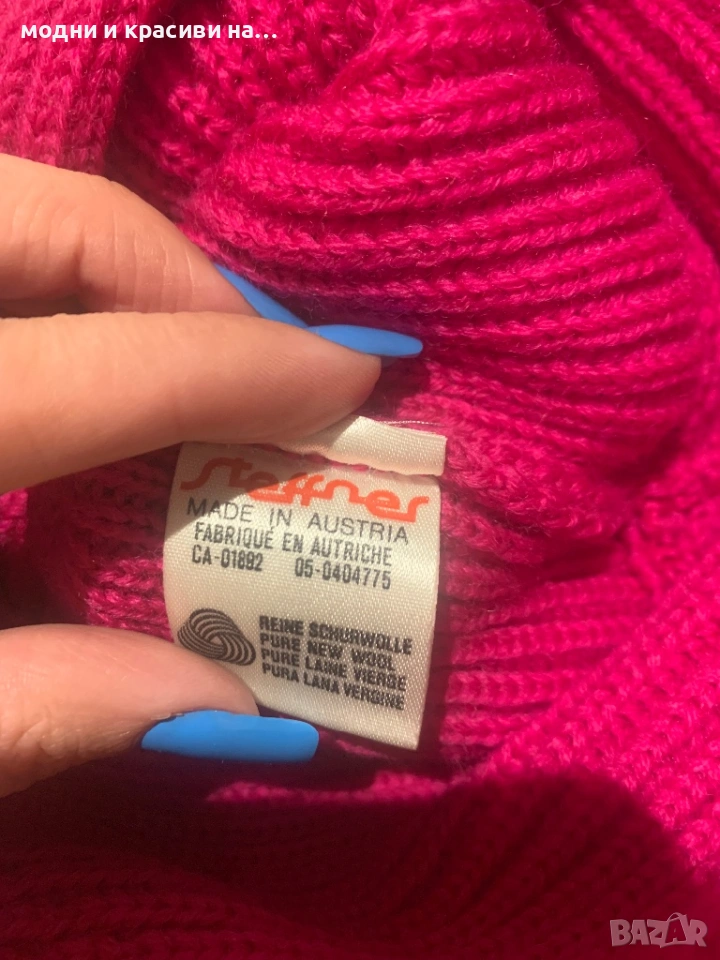 модни и красиви на...
steffner
MADE IN AUSTRIA
FABRIQUÉ EN AUTRICHE
CA-01892 05-0404775
REINE SCHURWOLLE
PURE NEW WOOL
PURE LAINE VIERGE
PURA LANA VERGINE
BAZAR